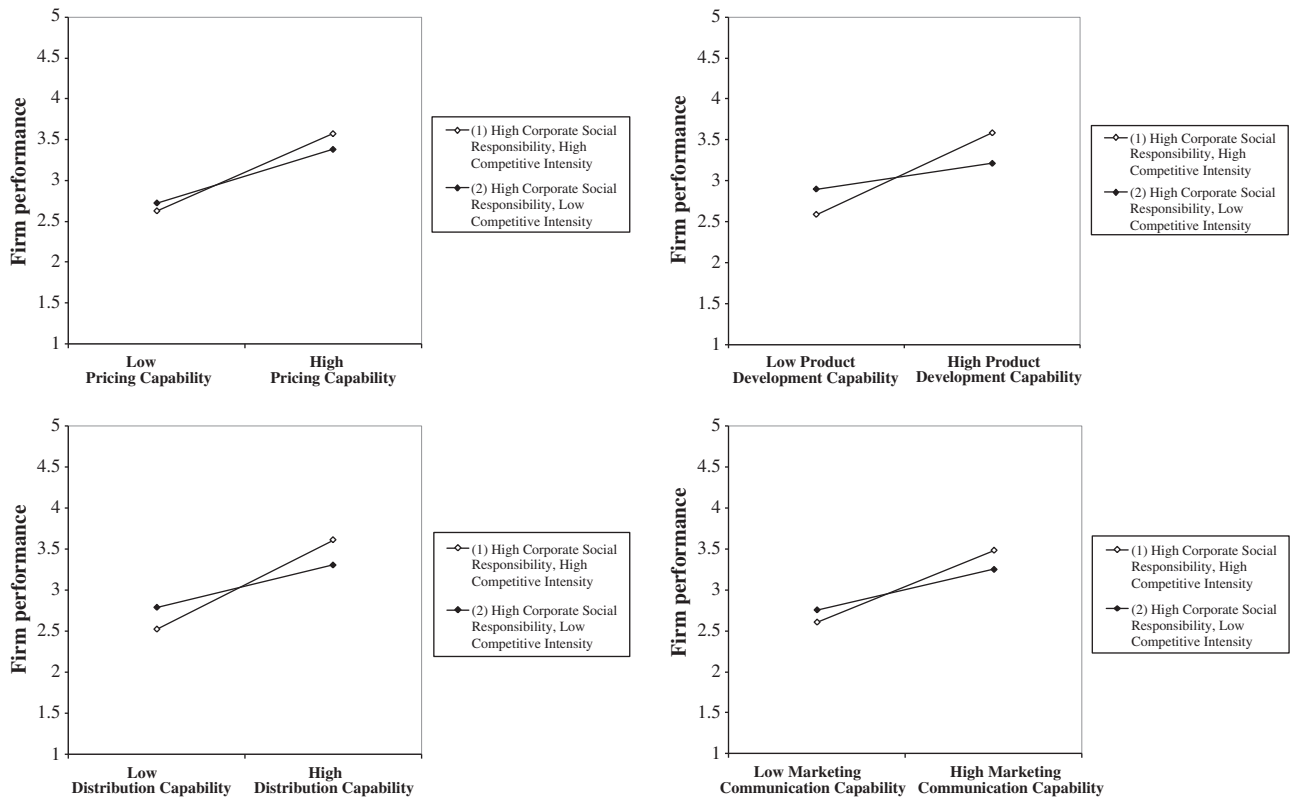 5
4.5
4
3.5
3
2.5
2
1.5
1
Firm performance
Low
Pricing Capability
High
Pricing Capability
(1) High Corporate Social
Responsibility, High
Competitive Intensity
(2) High Corporate Social
Responsibility, Low
Competitive Intensity
5
4.5
4
3.5
3
2.5
2
1.5
1
Firm performance
Low Product
Development Capability
High Product
Development Capability
(1) High Corporate Social
Responsibility, High
Competitive Intensity
(2) High Corporate Social
Responsibility, Low
Competitive Intensity
5
4.5
4
3.5
3
2.5
2
1.5
1
Firm performance
Low
Distribution Capability
High
Distribution Capability
(1) High Corporate Social
Responsibility, High
Competitive Intensity
(2) High Corporate Social
Responsibility, Low
Competitive Intensity
5
4.5
4
3.5
3
2.5
2
1.5
1
Firm performance
Low Marketing
Communication Capability
High Marketing
Communication Capability
(1) High Corporate Social
Responsibility, High
Competitive Intensity
(2) High Corporate Social
Responsibility, Low
Competitive Intensity